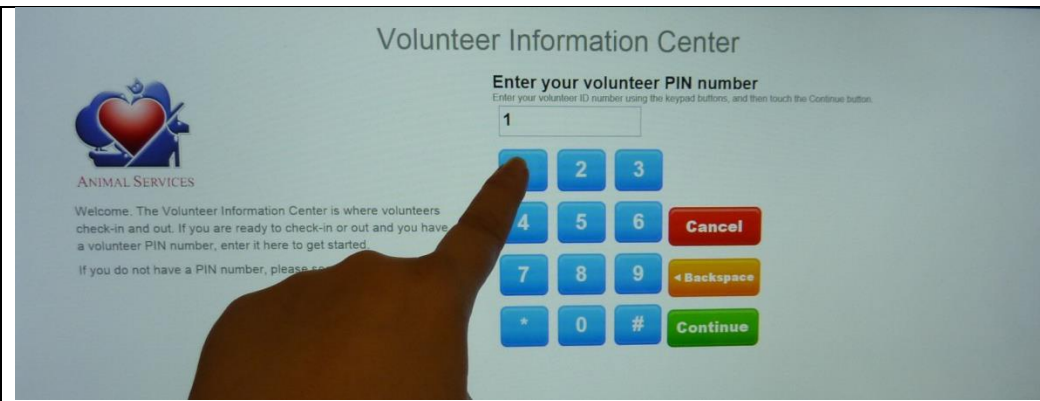 Volunteer Information Center
ANIMAL SERVICES
Welcome. The Volunteer Information Center is where volunteers
check-in and out. If you are ready to check-in or out and you have
a volunteer PIN number, enter it here to get started.
If you do not have a PIN number, please
Enter your volunteer PIN number
Enter your volunteer ID number using the keypad buttons, and then touch the Continue button.
1
2 3
4 5 6 Cancel
7 8 9 Backspace
* 0 # Continue